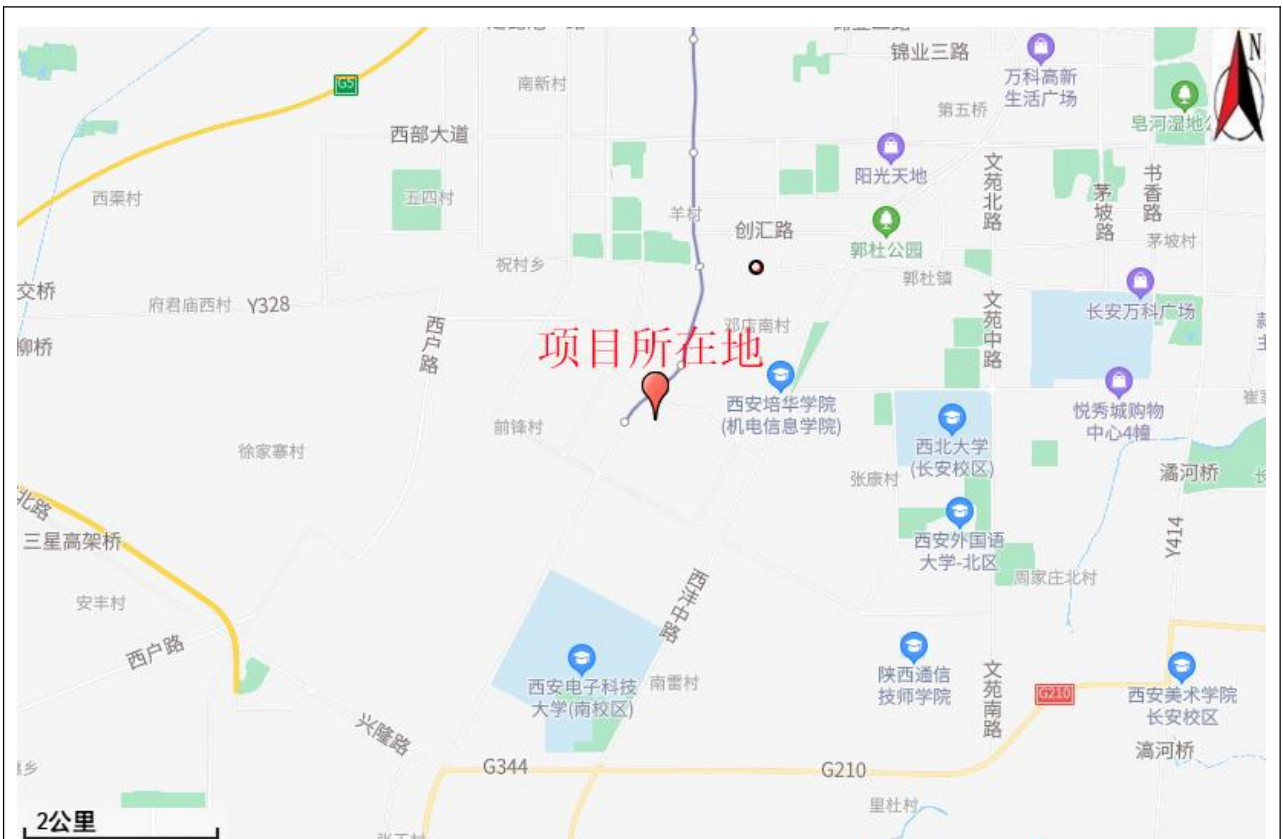 锦业三路
N
G5
南新村
万科高新
生活广场
第五桥
西部大道
阳光天地
文苑北路
茅坡路
书香路
西渠村
五四村
羊村
创汇路
郭杜公园
茅坡村
祝村乡
郭杜镇
交桥
府君庙西村
Y328
西户路
文苑中路
长安万科广场
柳桥
邓店南村
项目所在地
西安培华学院
(机电信息学院)
悦秀城购物
中心4幢
前锋村
西北大学
(长安校区)
徐家寨村
张康村
潏河桥
北路
三星高架桥
西安外国语
大学-北区
Y414
周家庄北村
安丰村
西沣中路
西户路
西安电子科技
大学(南校区)
南雷村
陕西通信
技师学院
文苑南路
G210
西安美术学院
长安校区
兴隆路
滈河桥
G344
G210
里杜村
2公里